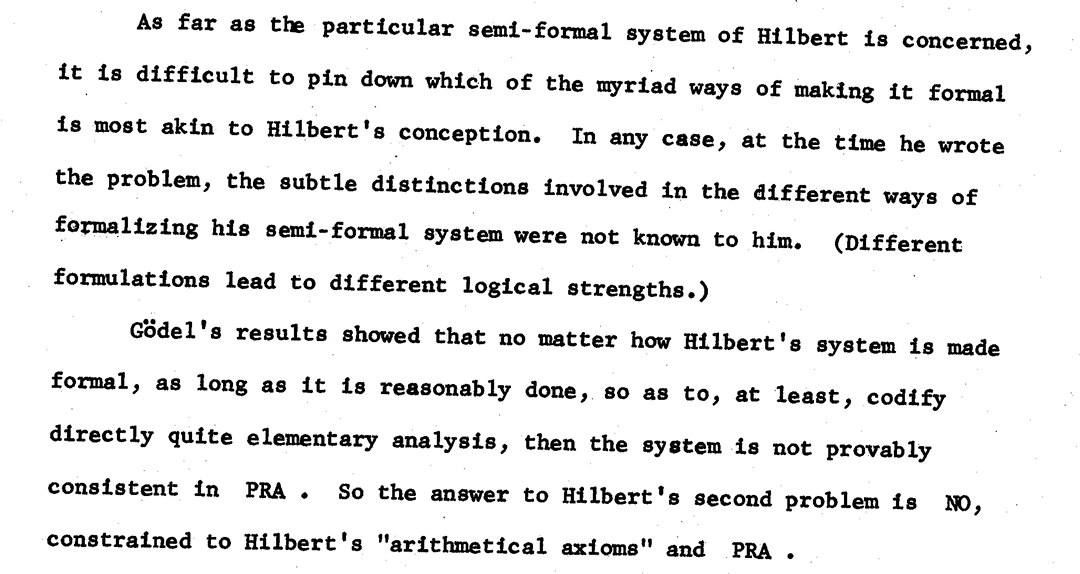 As far as the particular semi-formal system of Hilbert is concerned,
it is difficult to pin down which of the myriad ways of making it formal
is most akin to Hilbert's conception. In any case, at the time he wrote
the problem, the subtle distinctions involved in the different ways of
formalizing his semi-formal system were not known to him. (Different
formulations lead to different logical strengths.)
Gödel's results showed that no matter how Hilbert's system is made
formal, as long as it is reasonably done, so as to, at least, codify
directly quite elementary analysis, then the system is not provably
consistent in PRA . So the answer to Hilbert's second problem is NO,
constrained to Hilbert's "arithmetical axioms" and PRA .